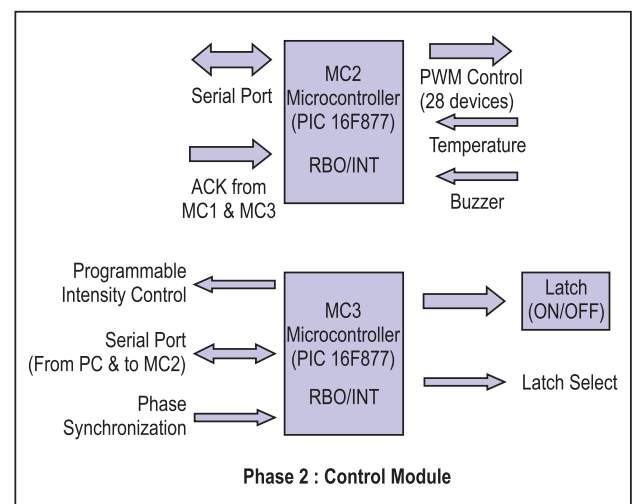 Serial Port
ACK from
MC1 & MC3
MC2
Microcontroller
(PIC 16F877)
RBO/INT
PWM Control
(28 devices)
Temperature
Buzzer
Programmable
Intensity Control
Serial Port
(From PC & to MC2)
Phase
Synchronization
MC3
Microcontroller
(PIC 16F877)
RBO/INT
Latch
(ON/OFF)
Latch Select
Phase 2 : Control Module